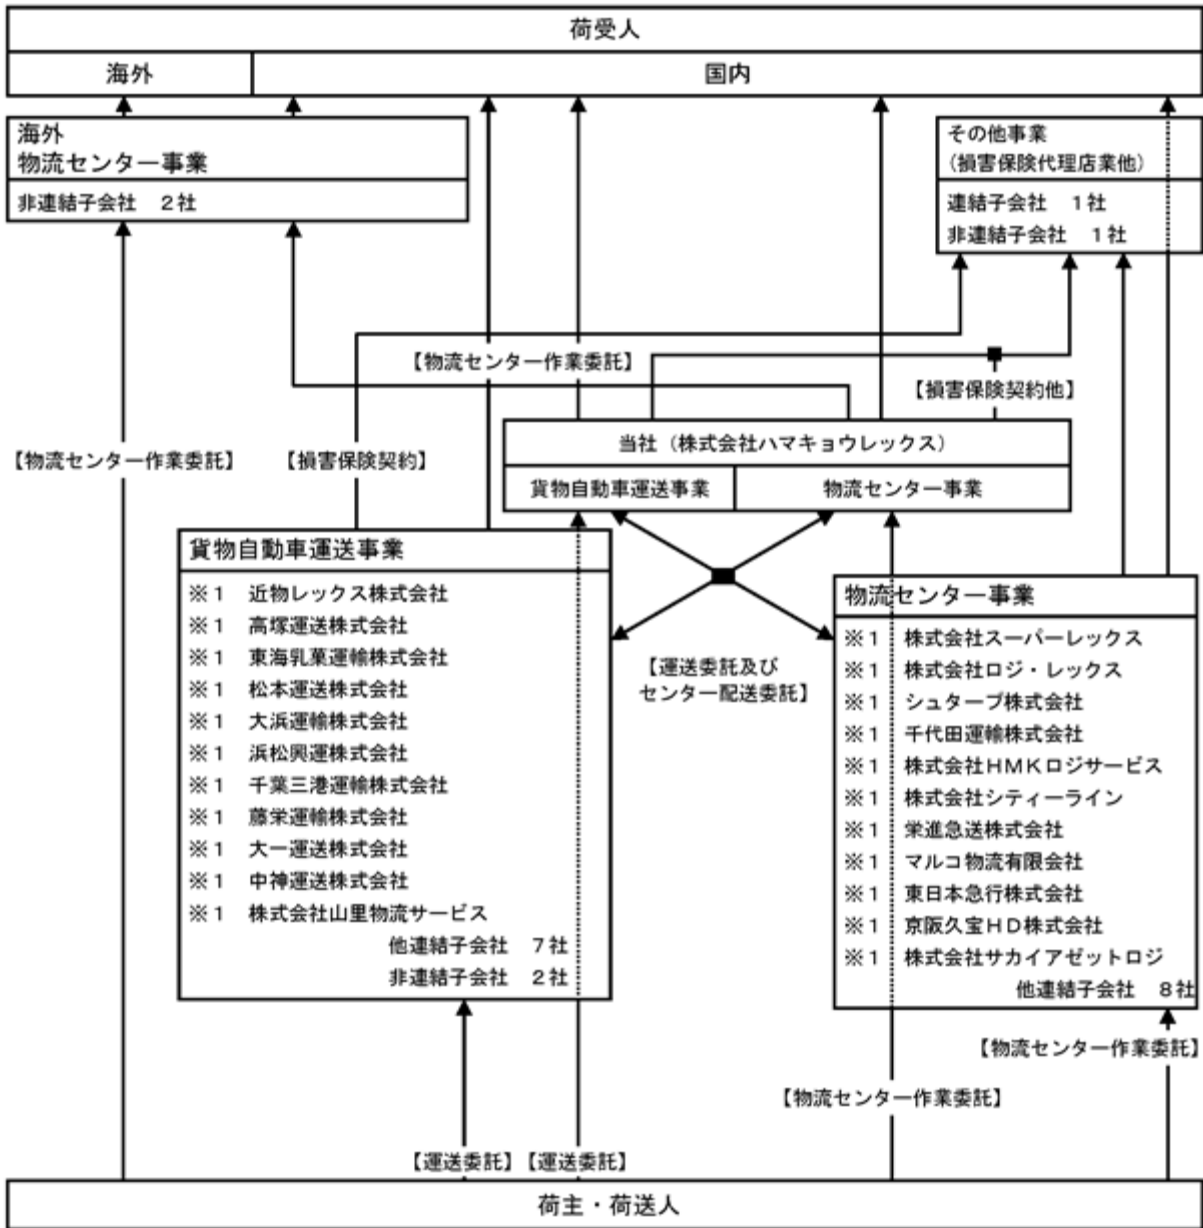 荷受人
海外
国内
海外
物流センター事業
非連結子会社 2社
その他事業
(損害保険代理店業他)
連結子会社 1社
非連結子会社 1社
【物流センター作業委託】
【損害保険契約他】
【物流センター作業委託】
【損害保険契約】
当社(株式会社ハマキョウレックス)
貨物自動車運送事業
物流センター事業
貨物自動車運送事業
※1 近物レックス株式会社
※1 高塚運送株式会社
※1 東海乳菓運輸株式会社
※1 松本運送株式会社
※1 大浜運輸株式会社
※1 浜松興運株式会社
※1 千葉三港運輸株式会社
※1 藤栄運輸株式会社
※1 大一運送株式会社
※1 中神運送株式会社
※1 株式会社山里物流サービス
他連結子会社 7社
非連結子会社 2社
【運送委託及び
センター配送委託】
物流センター事業
※1 株式会社スーパーレックス
※1 株式会社ロジ・レックス
※1 シュタープ株式会社
※1 千代田運輸株式会社
※1 株式会社HMKロジサービス
※1 株式会社シティーライン
※1 栄進急送株式会社
※1 マルコ物流有限会社
※1 東日本急行株式会社
※1 京阪久宝HD株式会社
※1 株式会社サカイアゼットロジ
他連結子会社 8社
【物流センター作業委託】
【物流センター作業委託】
【運送委託】
【運送委託】
荷主・荷送人